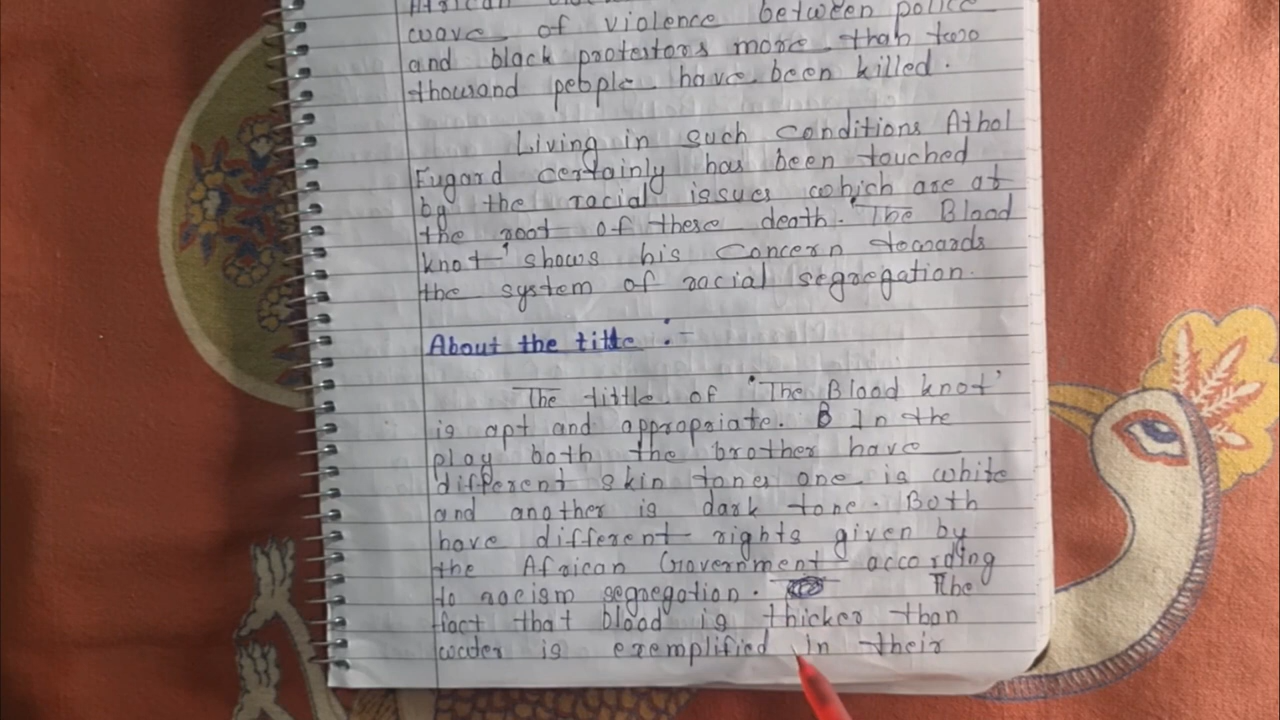 African
wave of violence between police
and black protestors more than two
thousand people have been killed.
Living in such conditions Athol
Fugard certainly has been touched
by the racial issues which are at
the root of these death. 'The Blood
knot' shows his concern towards
the system of racial segregation.
About the title :-
The tittle of 'The Blood knot'
is apt and appropriate. B In the
play both the brother have
different skin tones one is white
and another is dark tone. Both
have different rights given by
the African Government according
to racism segregation. The
fact that blood is thicker than
water is exemplified in their